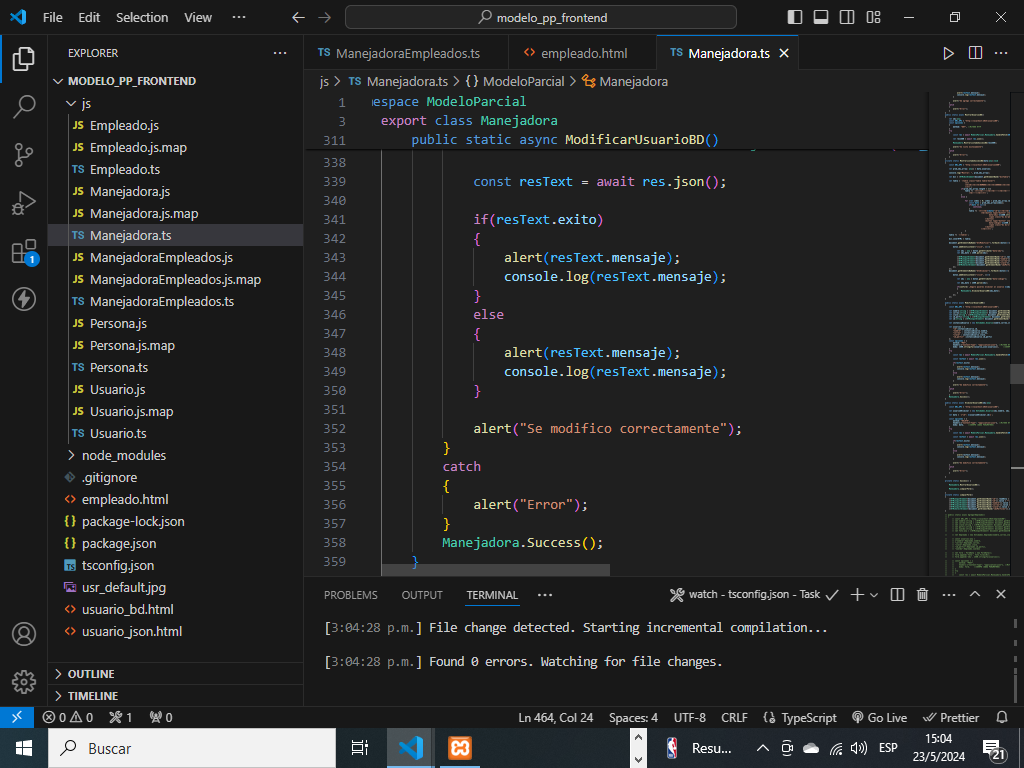 File Edit Selection View ··· modelo_pp_frontend
EXPLORER ···
MODELO_PP_FRONTEND
js
JS Empleado.js
JS Empleado.js.map
TS Empleado.ts
JS Manejadora.js
JS Manejadora.js.map
TS Manejadora.ts
JS ManejadoraEmpleados.js
JS ManejadoraEmpleados.js.map
TS ManejadoraEmpleados.ts
JS Persona.js
JS Persona.js.map
TS Persona.ts
JS Usuario.js
JS Usuario.js.map
TS Usuario.ts
node_modules
.gitignore
<> empleado.html
{} package-lock.json
{} package.json
TS tsconfig.json
usr_default.jpg
<> usuario_bd.html
<> usuario_json.html
OUTLINE
TIMELINE
1
TS ManejadoraEmpleados.ts <> empleado.html TS Manejadora.ts
js > TS Manejadora.ts > {} ModeloParcial > Manejadora
1 espace ModeloParcial
3 export class Manejadora
311 public static async ModificarUsuarioBD()
338
339 const resText = await res.json();
340
341 if(resText.exito)
342 {
343 alert(resText.mensaje);
344 console.log(resText.mensaje);
345 }
346 else
347 {
348 alert(resText.mensaje);
349 console.log(resText.mensaje);
350 }
351
352 alert("Se modifico correctamente");
353 }
354 catch
355 {
356 alert("Error");
357 }
358 Manejadora.Success();
359 }
PROBLEMS OUTPUT TERMINAL ··· watch - tsconfig.json - Task
[3:04:28 p.m.] File change detected. Starting incremental compilation...
[3:04:28 p.m.] Found 0 errors. Watching for file changes.
0 0 1 0 Ln 464, Col 24 Spaces: 4 UTF-8 CRLF {} TypeScript Go Live Prettier
Buscar Resu... ESP 15:04
23/5/2024
21